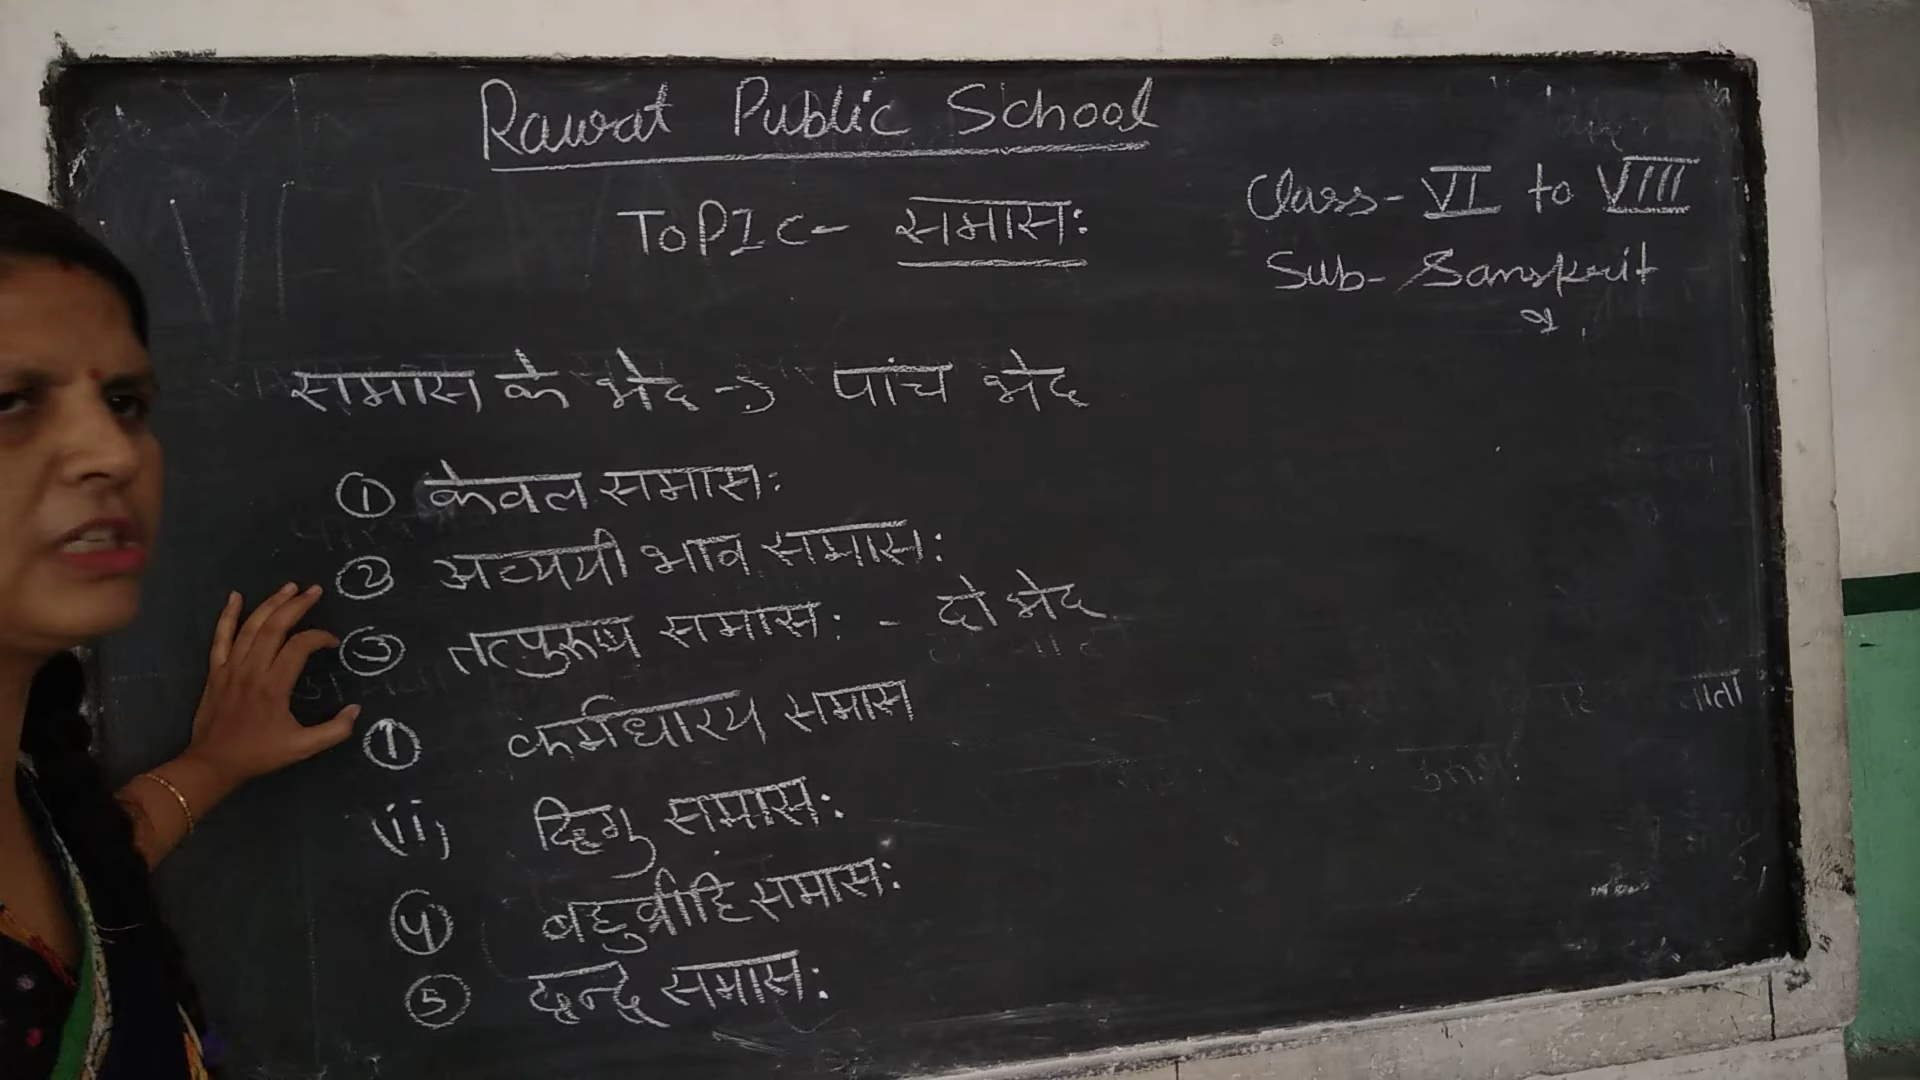 Rawat Public School
Class- VI to VIII
TOPIC- समास:
Sub- Sanskrit
समास के भेद → पांच भेद
① केवल समास:
② अव्ययी भाव समास:
③ तत्पुरूष समास: - दो भेद
① कर्मधारय समास
(ii) द्विगु समास:
④ बहुव्रीहि समास:
⑤ द्वन्द्व समास: